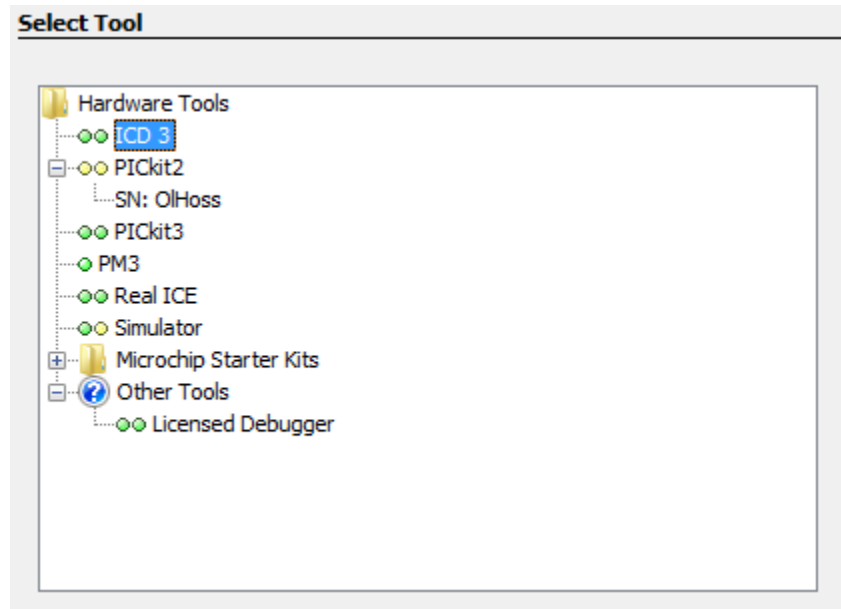 Select Tool
Hardware Tools
ICD 3
PICkit2
SN: OlHoss
PICkit3
PM3
Real ICE
Simulator
Microchip Starter Kits
Other Tools
Licensed Debugger